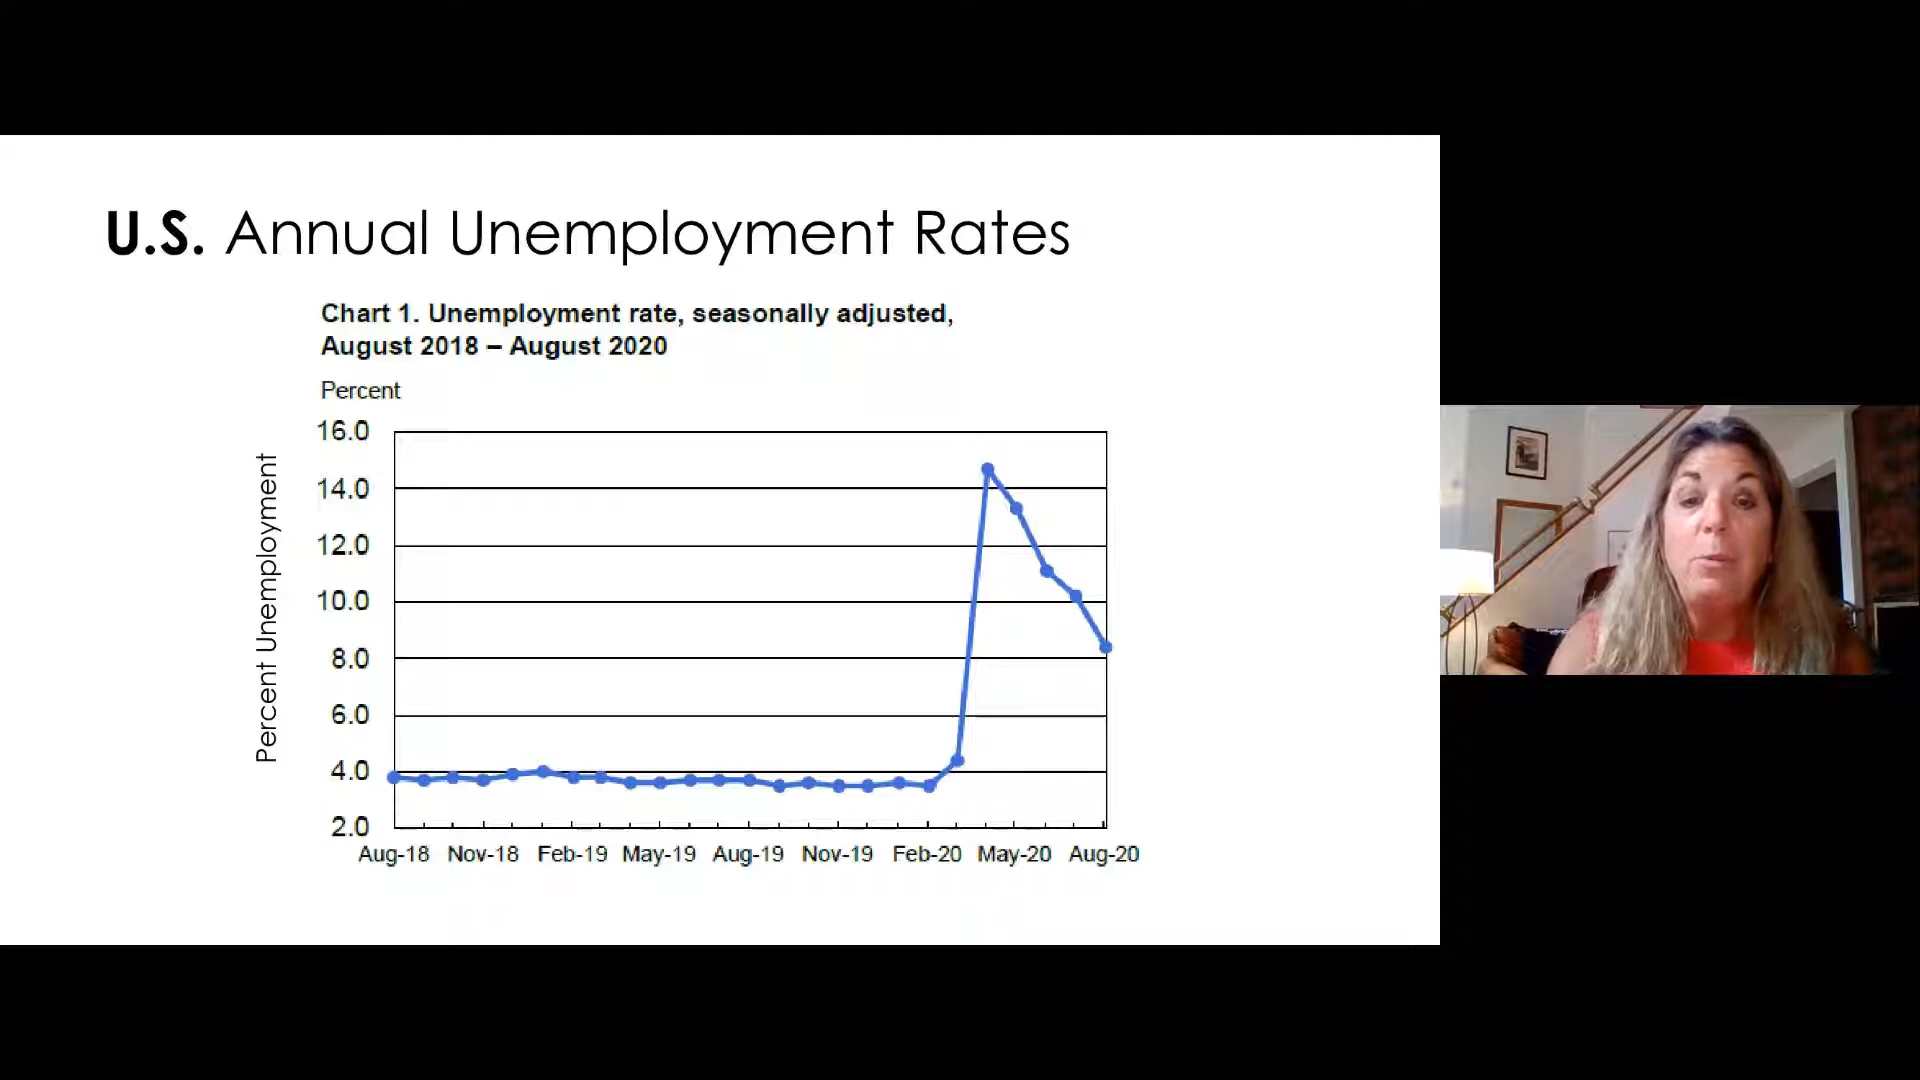 U.S. Annual Unemployment Rates
Chart 1. Unemployment rate, seasonally adjusted,
August 2018 – August 2020
Percent
Percent Unemployment
16.0
14.0
12.0
10.0
8.0
6.0
4.0
2.0
Aug-18 Nov-18 Feb-19 May-19 Aug-19 Nov-19 Feb-20 May-20 Aug-20